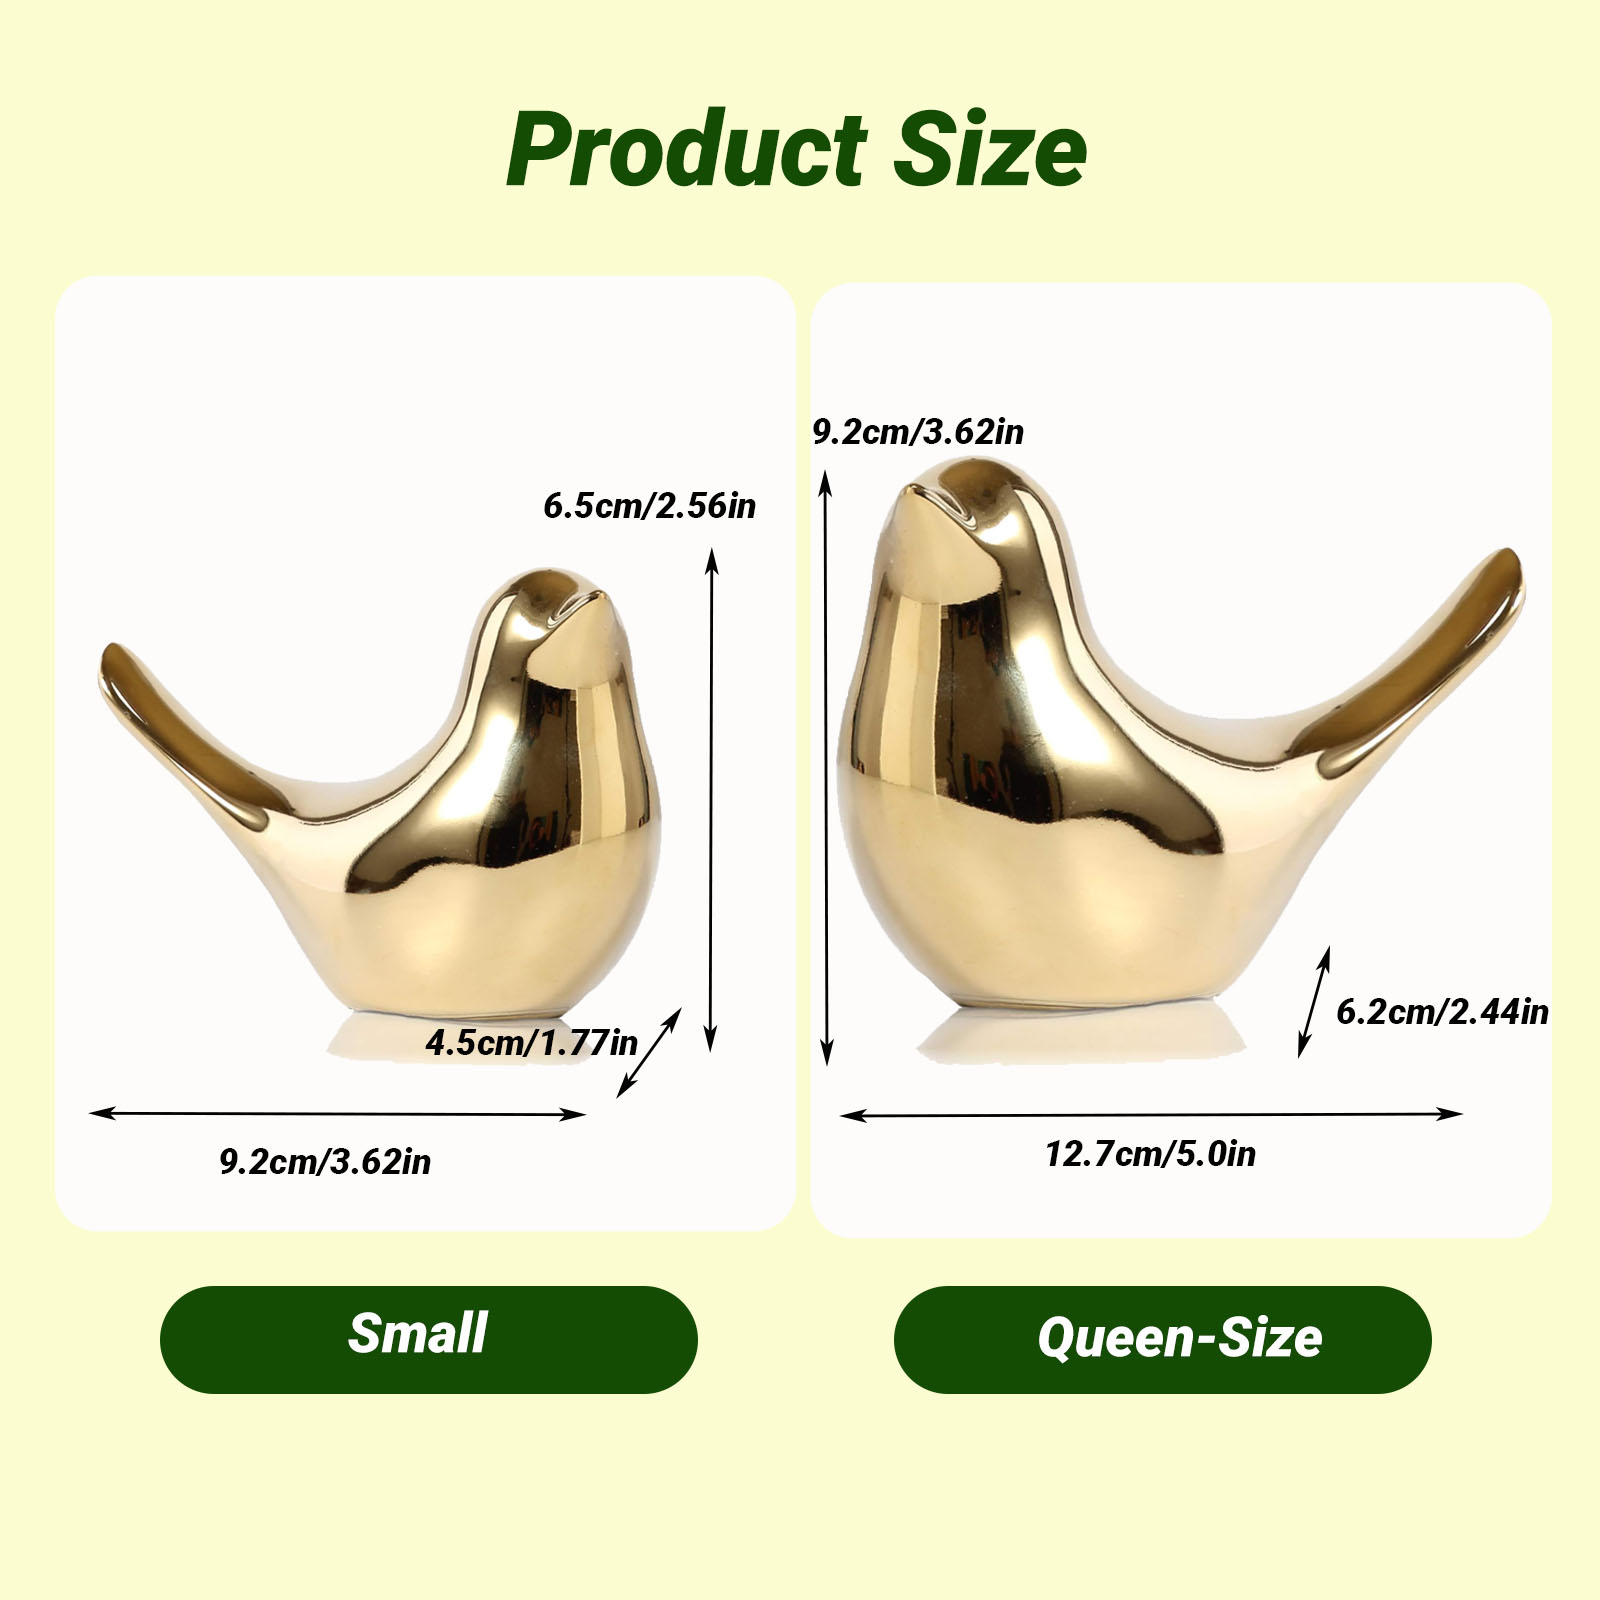 Product Size
6.5cm/2.56in
4.5cm/1.77in
9.2cm/3.62in
Small
9.2cm/3.62in
6.2cm/2.44in
12.7cm/5.0in
Queen-Size